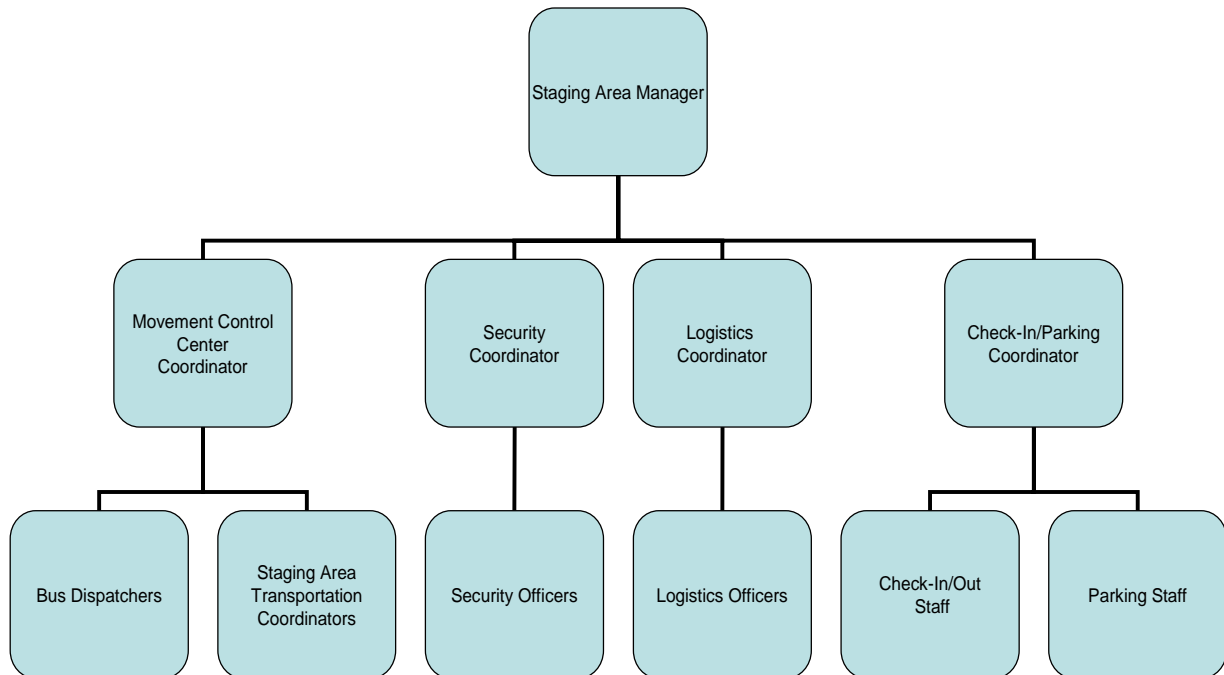 Staging Area Manager
Movement Control
Center
Coordinator
Security
Coordinator
Logistics
Coordinator
Check-In/Parking
Coordinator
Bus Dispatchers
Staging Area
Transportation
Coordinators
Security Officers
Logistics Officers
Check-In/Out
Staff
Parking Staff